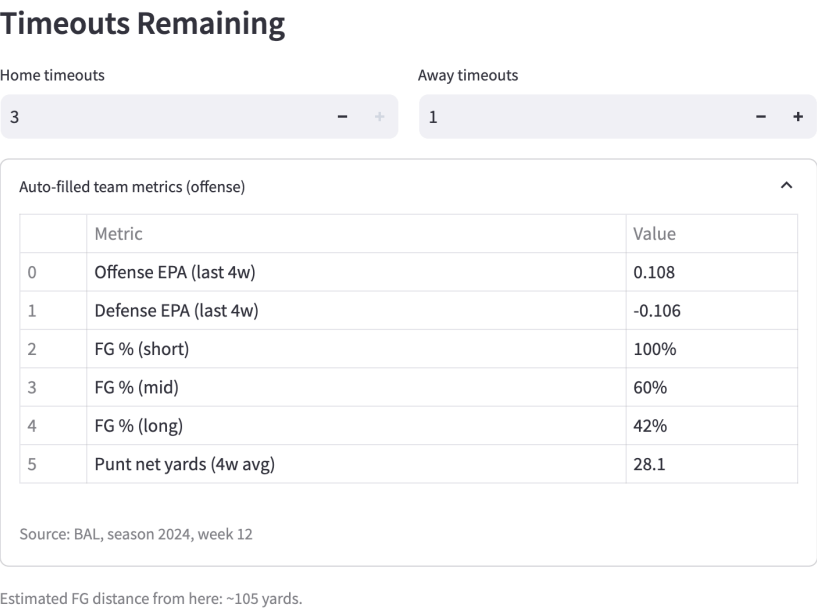 Timeouts Remaining
Home timeouts Away timeouts
3 − + 1 − +
Auto-filled team metrics (offense)
Metric Value
0 Offense EPA (last 4w) 0.108
1 Defense EPA (last 4w) -0.106
2 FG % (short) 100%
3 FG % (mid) 60%
4 FG % (long) 42%
5 Punt net yards (4w avg) 28.1
Source: BAL, season 2024, week 12
Estimated FG distance from here: ~105 yards.